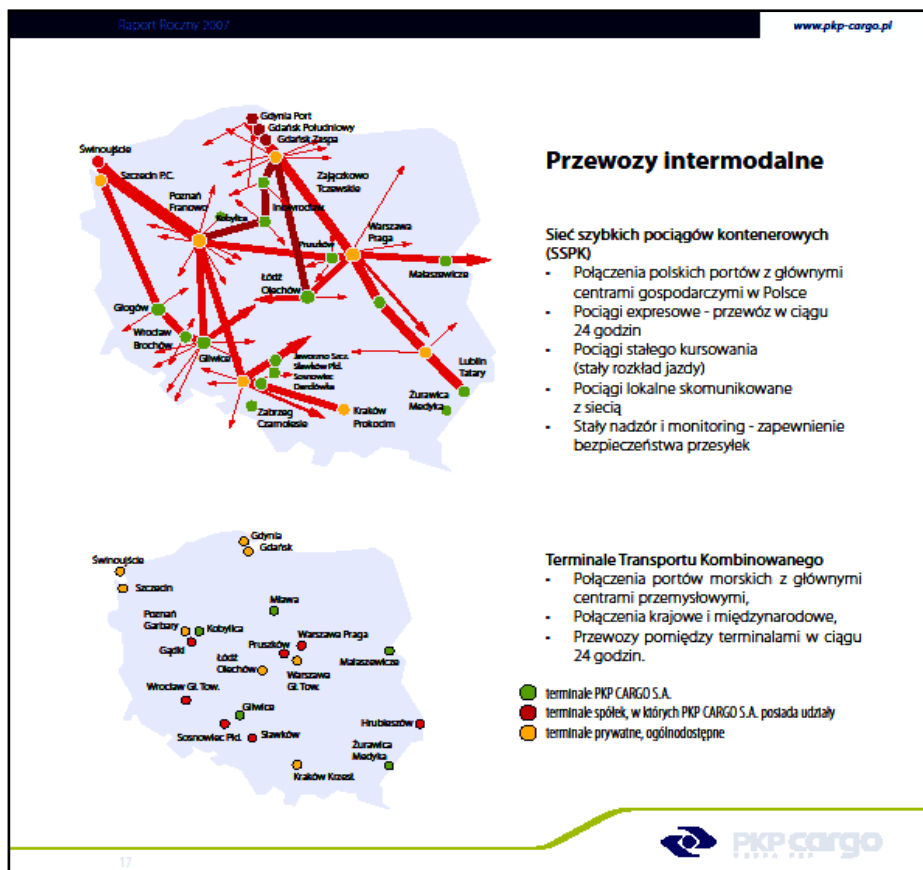 Raport Roczny 2007
www.pkp-cargo.pl
Gdynia Port
Gdańsk Południowy
Gdańsk Zaspa
Świnoujście
Szczecin P.C.
Zajączkowo
Tczewskie
Poznań
Franowo
Kobylica
Inowrocław
Warszawa
Praga
Pruszków
Małaszewicze
Łódź
Olechów
Głogów
Wrocław
Brochów
Gliwice
Jaworzno Szcz.
Sławków Płd.
Sosnowiec
Dańdówka
Lublin
Tatary
Żurawica
Medyka
Zabrzeg
Czarnolesie
Kraków
Prokocim
Przewozy intermodalne
Sieć szybkich pociągów kontenerowych
(SSPK)
- Połączenia polskich portów z głównymi
centrami gospodarczymi w Polsce
- Pociągi expresowe - przewóz w ciągu
24 godzin
- Pociągi stałego kursowania
(stały rozkład jazdy)
- Pociągi lokalne skomunikowane
z siecią
- Stały nadzór i monitoring - zapewnienie
bezpieczeństwa przesyłek
Gdynia
Gdańsk
Świnoujście
Szczecin
Mława
Poznań
Garbary
Kobylica
Gądki
Pruszków
Warszawa Praga
Małaszewicze
Łódź
Olechów
Warszawa
Gł. Tow.
Wrocław Gł. Tow.
Gliwice
Sosnowiec Płd.
Sławków
Hrubieszów
Żurawica
Medyka
Kraków Krzesł.
Terminale Transportu Kombinowanego
- Połączenia portów morskich z głównymi
centrami przemysłowymi,
- Połączenia krajowe i międzynarodowe,
- Przewozy pomiędzy terminalami w ciągu
24 godzin.
terminale PKP CARGO S.A.
terminale spółek, w których PKP CARGO S.A. posiada udziały
terminale prywatne, ogólnodostępne
17
PKP cargo
GRUPA PKP